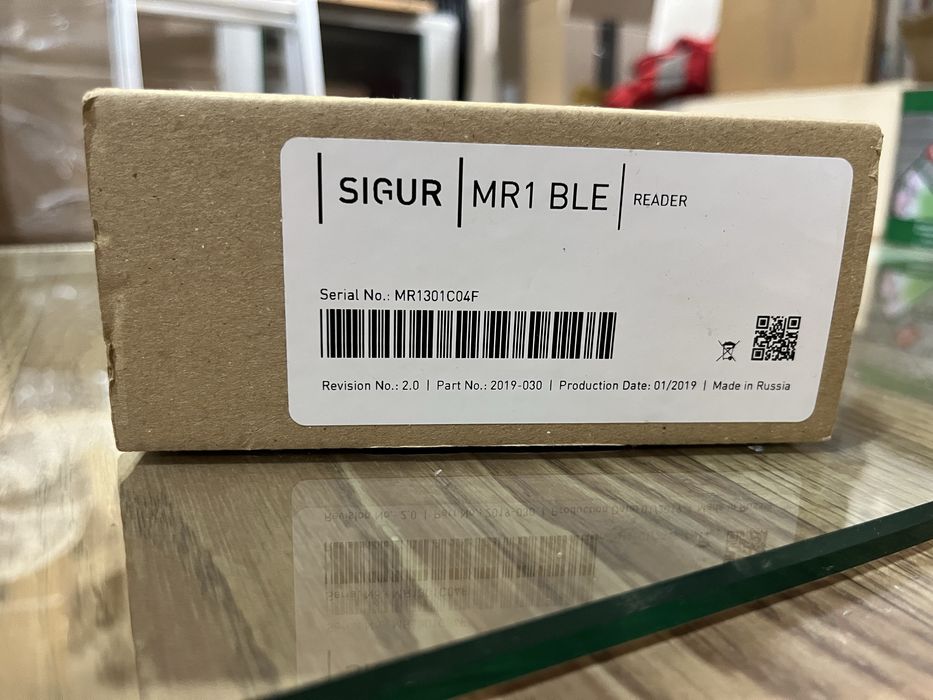 SIGUR | MR1 BLE | READER
Serial No.: MR1301C04F
Revision No.: 2.0 | Part No.: 2019-030 | Production Date: 01/2019 | Made in Russia